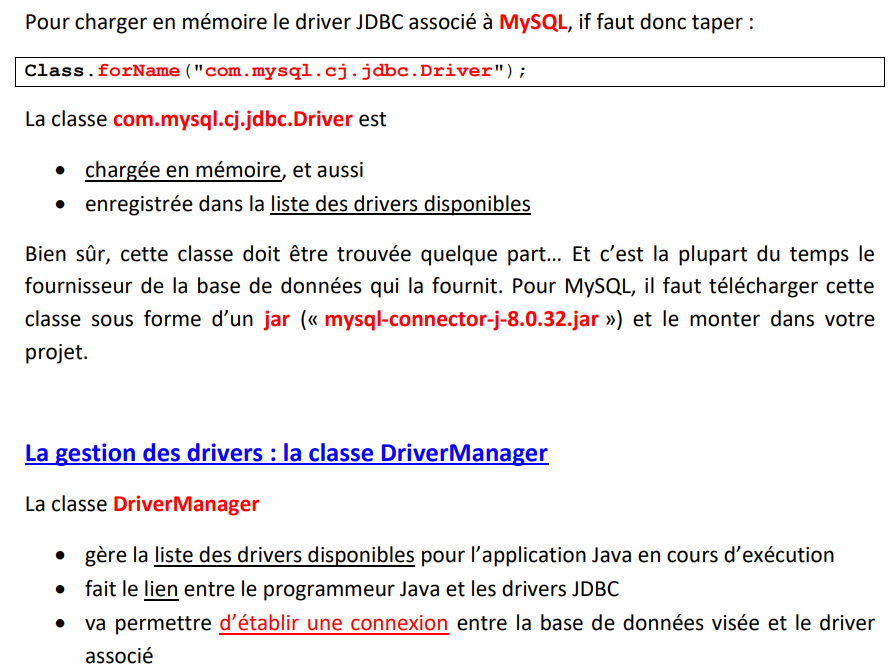 Pour charger en mémoire le driver JDBC associé à MySQL, if faut donc taper :
Class.forName("com.mysql.cj.jdbc.Driver");
La classe com.mysql.cj.jdbc.Driver est
• chargée en mémoire, et aussi
• enregistrée dans la liste des drivers disponibles
Bien sûr, cette classe doit être trouvée quelque part… Et c’est la plupart du temps le
fournisseur de la base de données qui la fournit. Pour MySQL, il faut télécharger cette
classe sous forme d’un jar (« mysql-connector-j-8.0.32.jar ») et le monter dans votre
projet.
La gestion des drivers : la classe DriverManager
La classe DriverManager
• gère la liste des drivers disponibles pour l’application Java en cours d’exécution
• fait le lien entre le programmeur Java et les drivers JDBC
• va permettre d’établir une connexion entre la base de données visée et le driver
associé